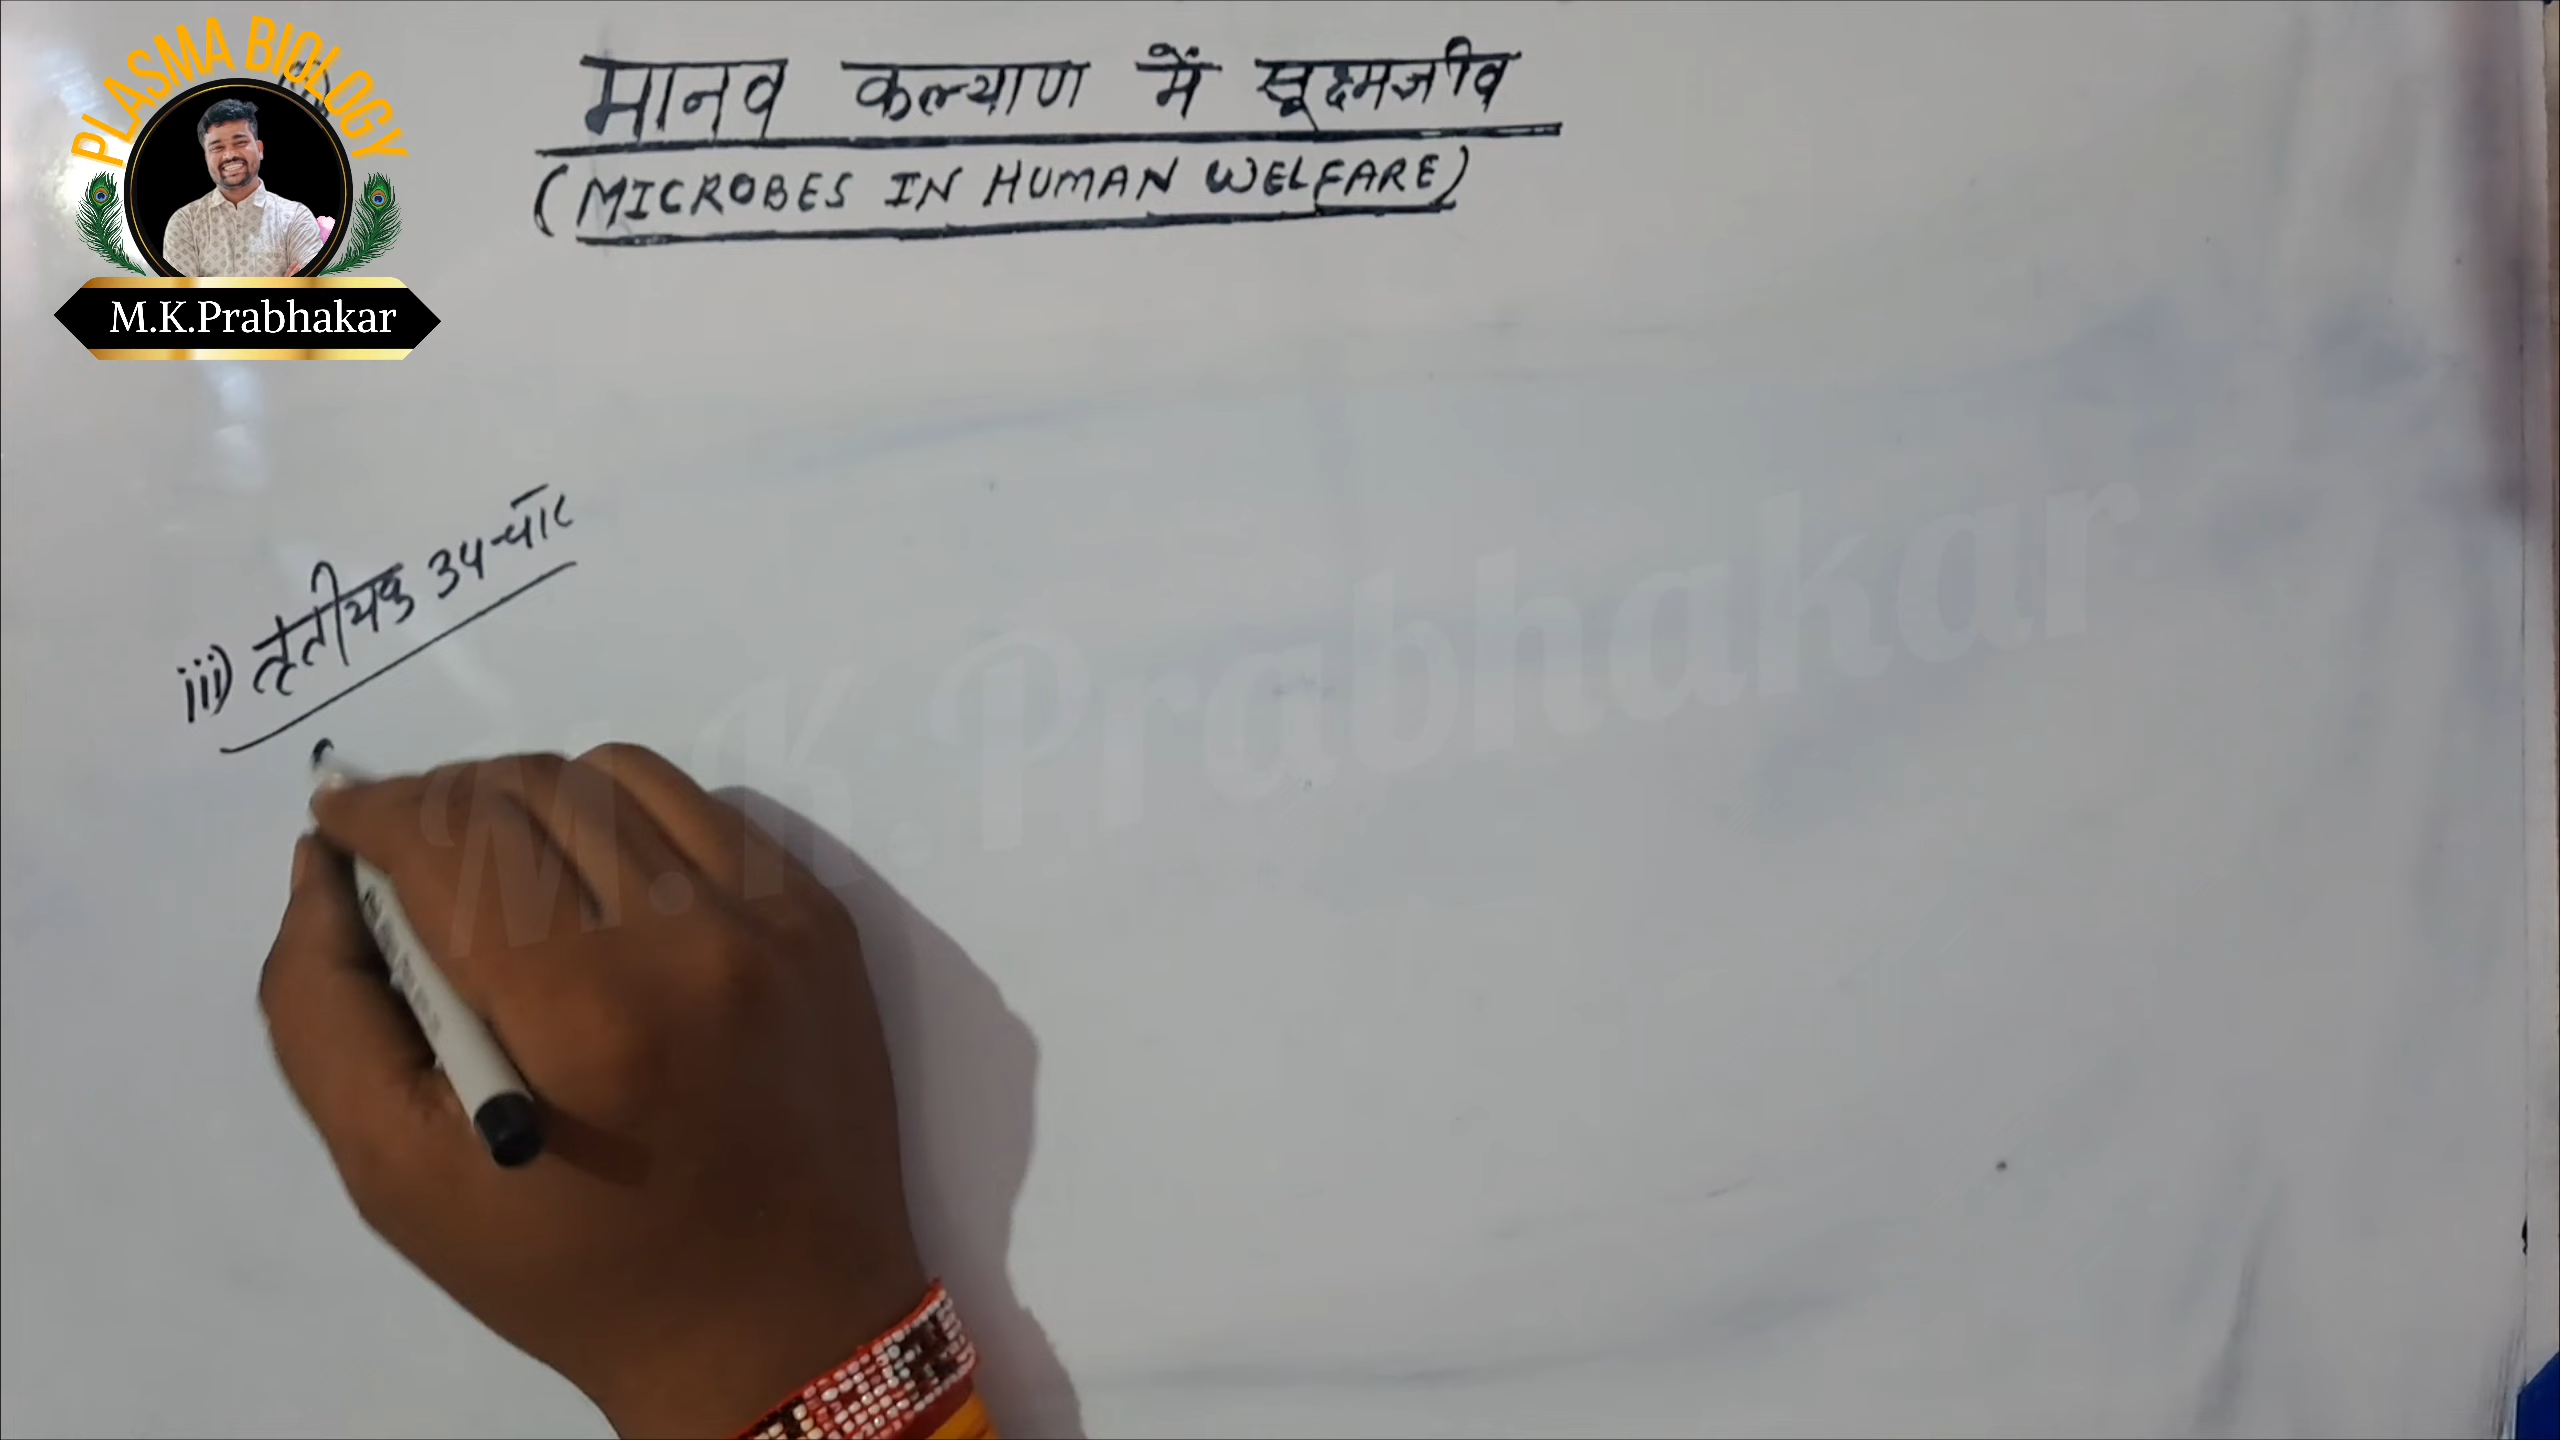 PLASMA BIOLOGY
M.K.Prabhakar
मानव कल्याण में सूक्ष्मजीव
(MICROBES IN HUMAN WELFARE)
iii) तृतीयक उपचार
M.K.Prabhakar